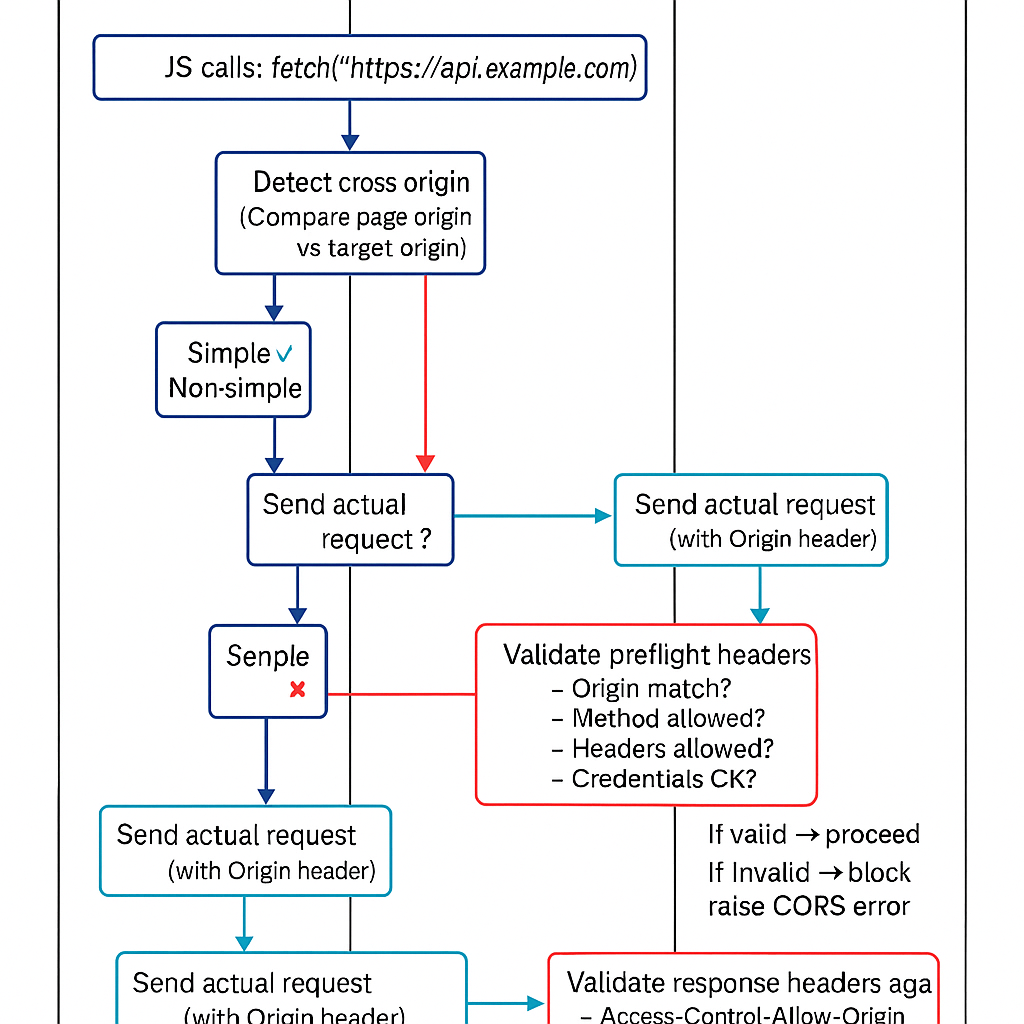 JS calls: fetch(“https://api.example.com)
Detect cross origin
(Compare page origin
vs target origin)
Simple ✓
Non-simple
Send actual
requect ?
Send actual request
(with Origin header)
Senple
✗
Validate preflight headers
– Origin match?
– Method allowed?
– Headers allowed?
– Credentials CK?
Send actual request
(with Origin header)
If vaiid → proceed
If Invalid → block
raise CORS error
Send actual request
(with Origin header)
Validate response headers aga
– Access-Control-Allow-Origin